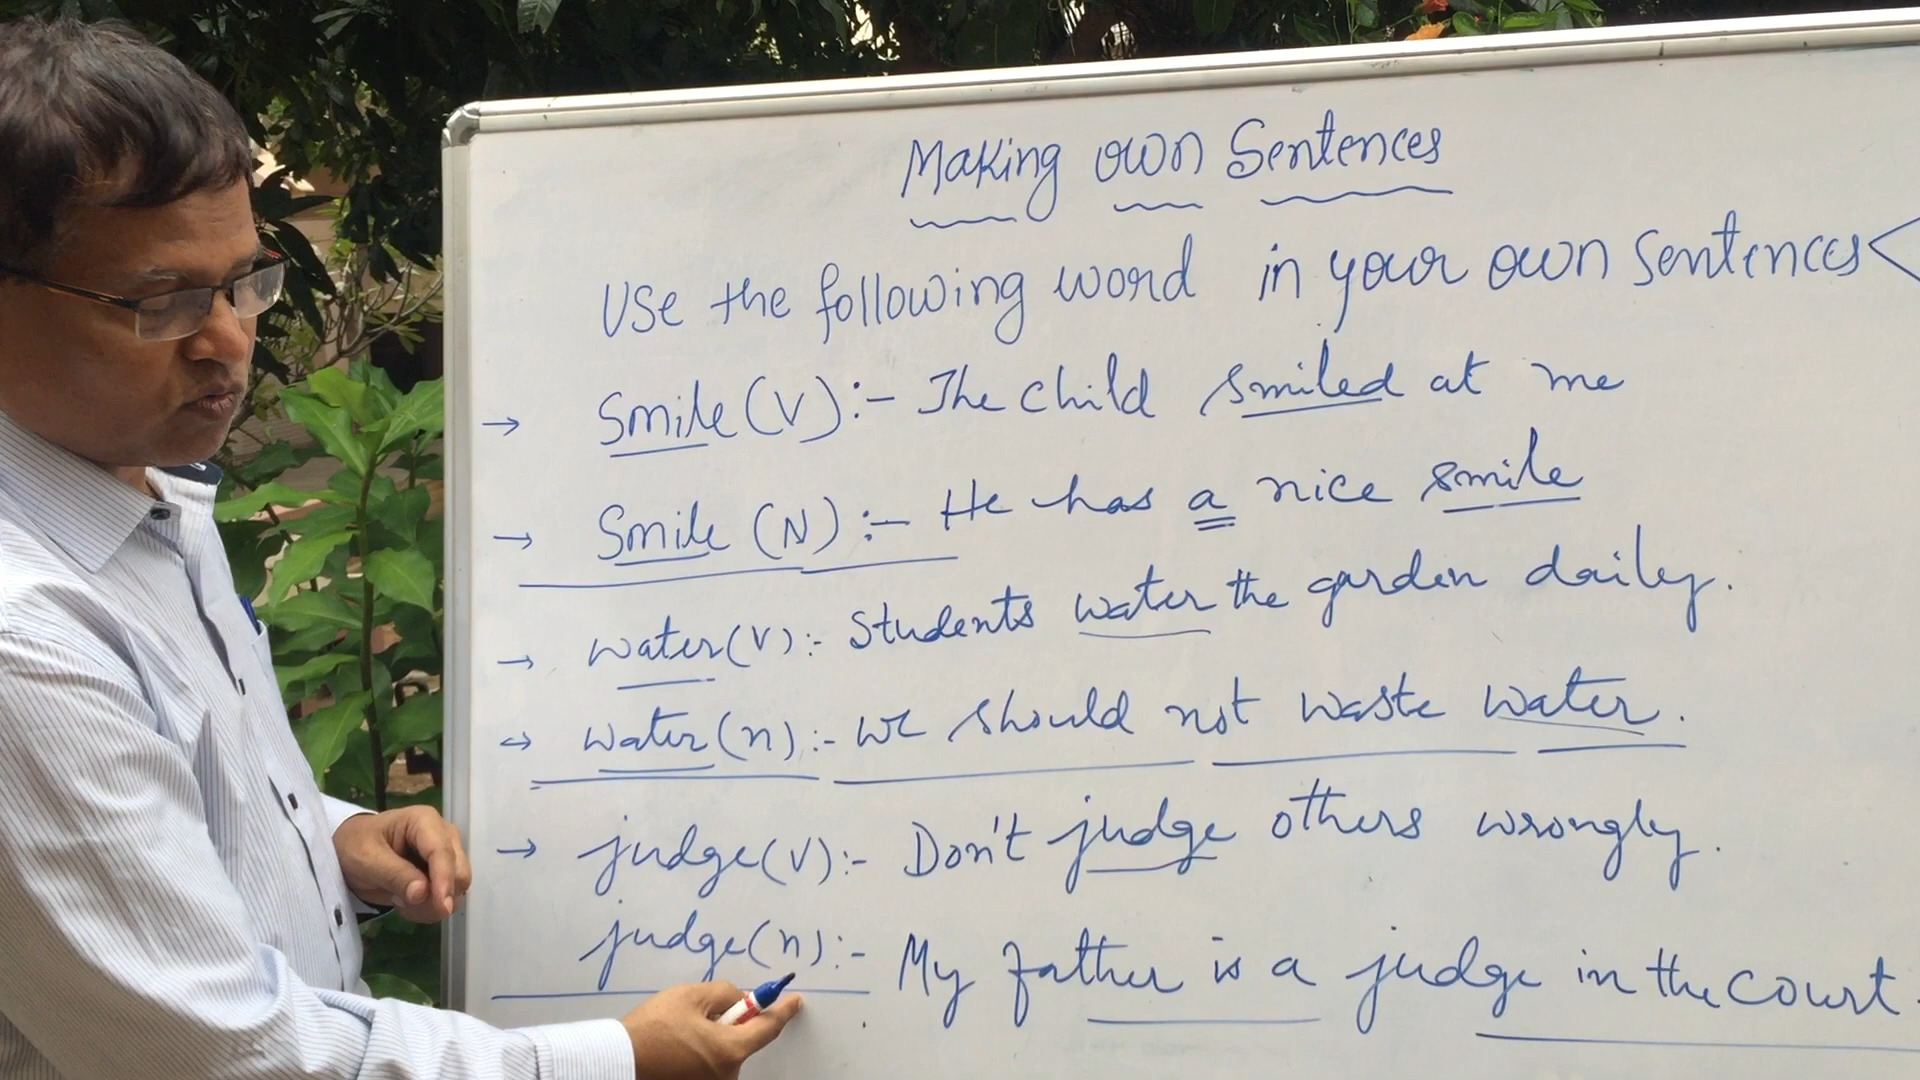 Making own Sentences
Use the following word in your own sentences<
→ Smile (V):- The child smiled at me
→ Smile (N):- He has a nice smile
→ water (v):- Students water the garden daily.
→ water (n):- we should not waste water.
→ judge (v):- Don't judge others wrongly.
judge (n):- My father is a judge in the court.